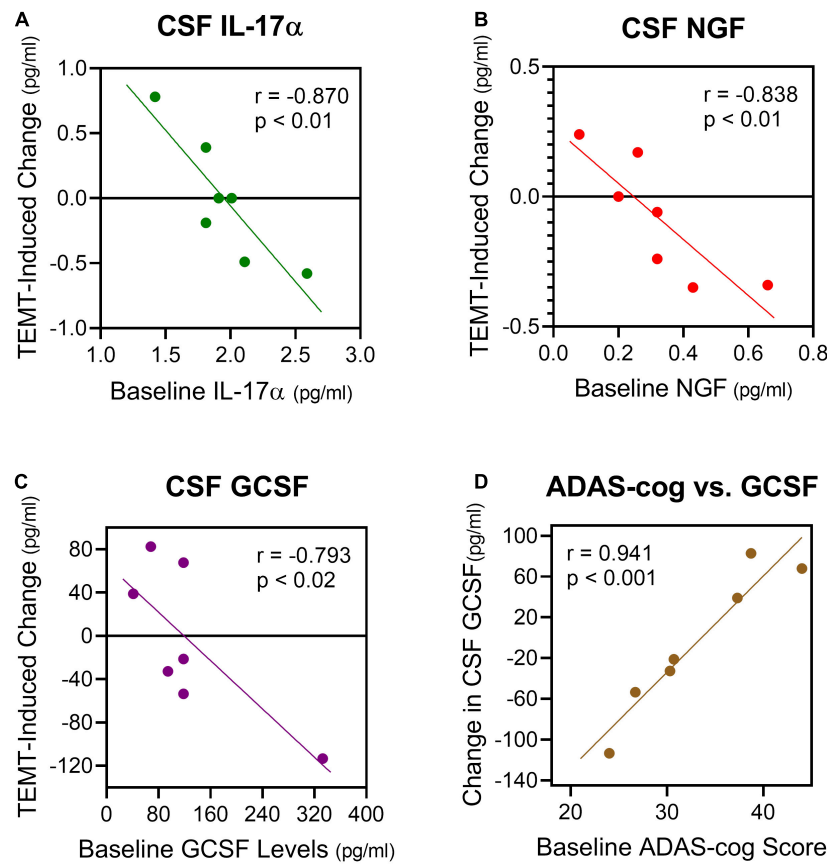 A
CSF IL-17α
TEMT-Induced Change (pg/ml)
1.0
0.5
0.0
-0.5
-1.0
r = -0.870
p < 0.01
1.0 1.5 2.0 2.5 3.0
Baseline IL-17α (pg/ml)
B
CSF NGF
TEMT-Induced Change (pg/ml)
0.5
0.0
-0.5
r = -0.838
p < 0.01
0.0 0.2 0.4 0.6 0.8
Baseline NGF (pg/ml)
C
CSF GCSF
TEMT-Induced Change (pg/ml)
80
40
0
-40
-80
-120
r = -0.793
p < 0.02
0 80 160 240 320 400
Baseline GCSF Levels (pg/ml)
D
ADAS-cog vs. GCSF
Change in CSF GCSF(pg/ml)
100
60
20
-20
-60
-100
-140
r = 0.941
p < 0.001
20 30 40
Baseline ADAS-cog Score